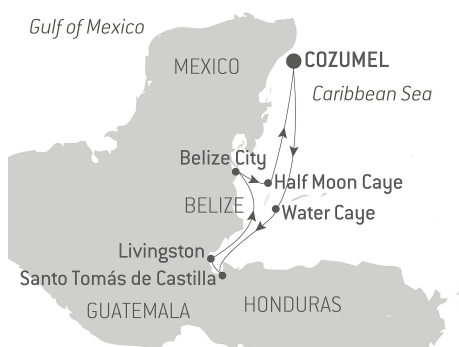 Gulf of Mexico
MEXICO
COZUMEL
Caribbean Sea
Belize City
Half Moon Caye
BELIZE
Water Caye
Livingston
Santo Tomás de Castilla
GUATEMALA
HONDURAS